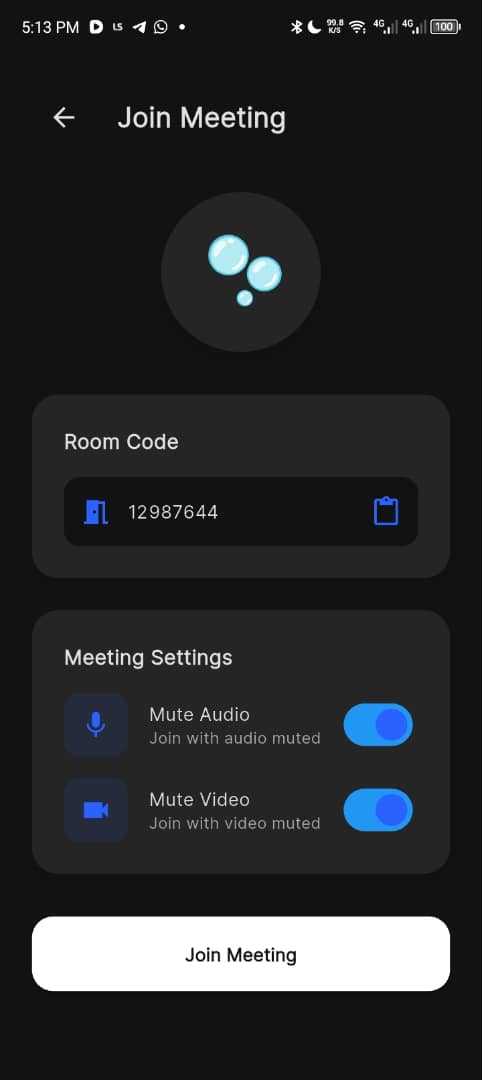 5:13 PM LS 99.8 K/S 4G 4G 100
Join Meeting
Room Code
12987644
Meeting Settings
Mute Audio
Join with audio muted
Mute Video
Join with video muted
Join Meeting